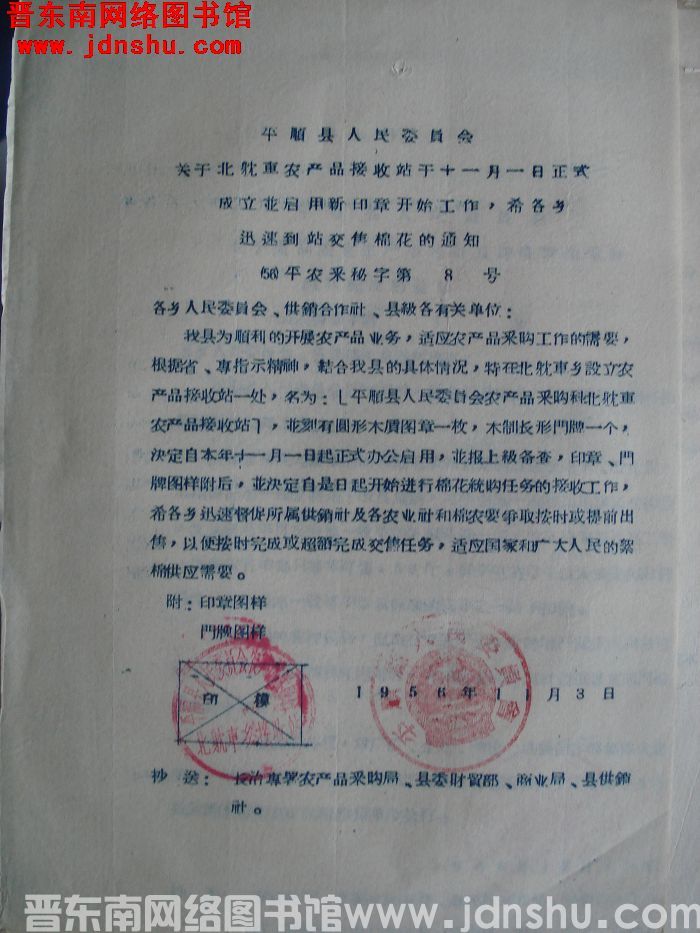 晋东南网络图书馆
www.jdnshu.com
平順县人民委員会
关于北躭車农产品接收站于十一月一日正式
成立並启用新印章开始工作，希各乡
迅速到站交售棉花的通知
(56)平农采秘字第 8 号
各乡人民委員会、供銷合作社、县級各有关单位：
我县为順利的开展农产品业务，适应农产品采购工作的需要，
根据省、專指示精神，結合我县的具体情况，特在北躭車乡設立农
产品接收站一处，名为：「平順县人民委員会农产品采购科北躭車
农产品接收站」，並刻有圓形木质图章一枚，木制长形門牌一个，
决定自本年十一月一日起正式办公启用，並报上級备查，印章、門
牌图样附后，並决定自是日起开始进行棉花統购任务的接收工作，
希各乡迅速督促所属供銷社及各农业社和棉农要爭取按时或提前出
售，以便按时完成或超額完成交售任务，适应国家和广大人民的絮
棉供应需要。
附：印章图样
門牌图样
印 模
1956年11月3日
抄送：长治專署农产品采购局、县委財貿部、商业局、县供銷
社。
晋东南网络图书馆www.jdnshu.com